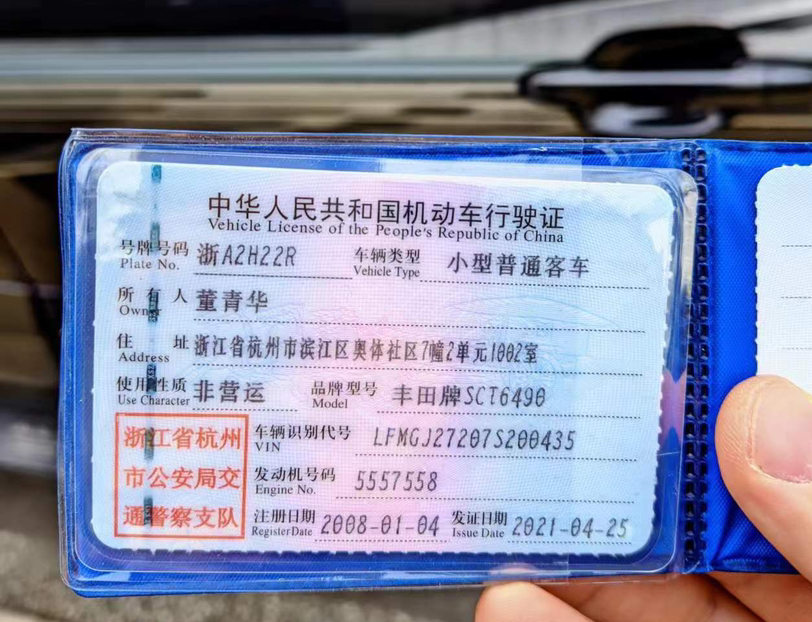 中华人民共和国机动车行驶证
Vehicle License of the People's Republic of China
号牌号码 浙A2H22R 车辆类型 小型普通客车
Plate No. Vehicle Type
所有人 董青华
Owner
住址 浙江省杭州市滨江区奥体社区7幢2单元1002室
Address
使用性质 非营运 品牌型号 丰田牌SCT6490
Use Character Model
浙江省杭州
市公安局交
通警察支队
车辆识别代号 LFMGJ27207S200435
VIN
发动机号码 5557558
Engine No.
注册日期 2008-01-04 发证日期 2021-04-25
Register Date Issue Date